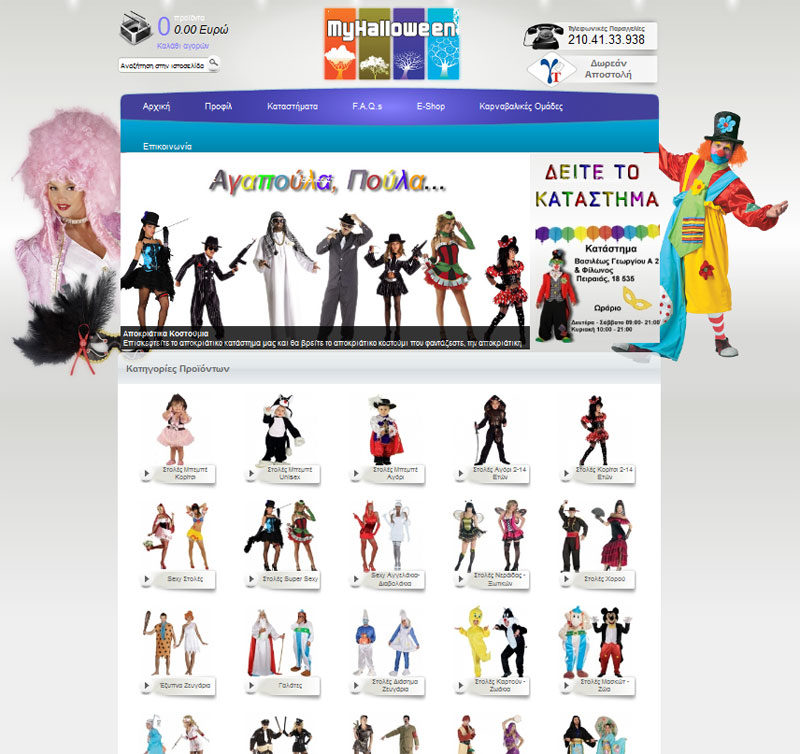 0 προϊόντα
0.00 Ευρώ
Καλάθι αγορών
Αναζήτηση στην ιστοσελίδα
MyHalloween
Τηλεφωνικές Παραγγελίες
210.41.33.938
Δωρεάν
Αποστολή
Αρχική Προφίλ Καταστήματα F.A.Q.s E-Shop Καρναβαλικές Ομάδες
Επικοινωνία
Αγαπούλα, Πούλα...
ΔΕΙΤΕ ΤΟ
ΚΑΤΑΣΤΗΜΑ
Κατάστημα
Βασιλέως Γεωργίου Α 2
& Φίλωνος
Πειραιάς, 18 535
Ωράριο
Δευτέρα - Σάββατο 09:00- 21:00
Κυριακή 10:00 - 21:00
Αποκριάτικα Κοστούμια
Επισκεφτείτε το αποκριάτικο κατάστημα μας και θα βρείτε το αποκριάτικο κοστούμι που φαντάζεστε, την αποκριάτικη
Κατηγορίες Προϊόντων
Στολές Μπεμπέ
Κορίτσι
Στολές Μπεμπέ
Unisex
Στολές Μπεμπέ
Αγόρι
Στολές Αγόρι 2-14
Ετών
Στολές Κορίτσι 2-14
Ετών
Sexy Στολές
Στολές Super Sexy
Sexy Αγγελάκια-
Διαβολάκια
Στολές Νεράιδας -
Ξωτικών
Στολές Χορού
Έξυπνα Ζευγάρια
Γαλάτες
Στολές Διάσημα
Ζευγάρια
Στολές Καρτούν -
Ζωάκια
Στολές Μασκώτ -
Ζώα